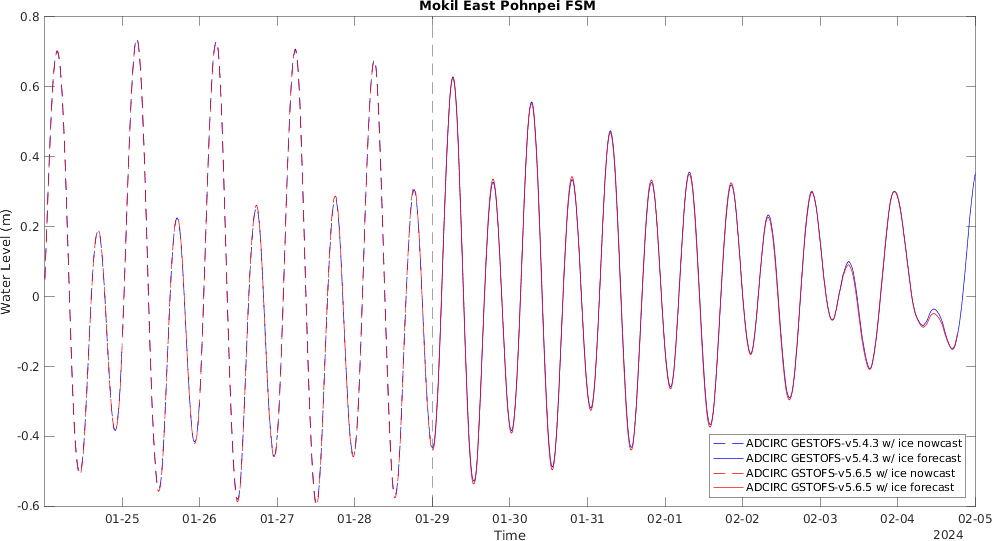 Mokil East Pohnpei FSM
0.8
0.6
0.4
0.2
0
-0.2
-0.4
-0.6
Water Level (m)
ADCIRC GESTOFS-v5.4.3 w/ ice nowcast
ADCIRC GESTOFS-v5.4.3 w/ ice forecast
ADCIRC GSTOFS-v5.6.5 w/ ice nowcast
ADCIRC GSTOFS-v5.6.5 w/ ice forecast
01-25 01-26 01-27 01-28 01-29 01-30 01-31 02-01 02-02 02-03 02-04 02-05
Time
2024